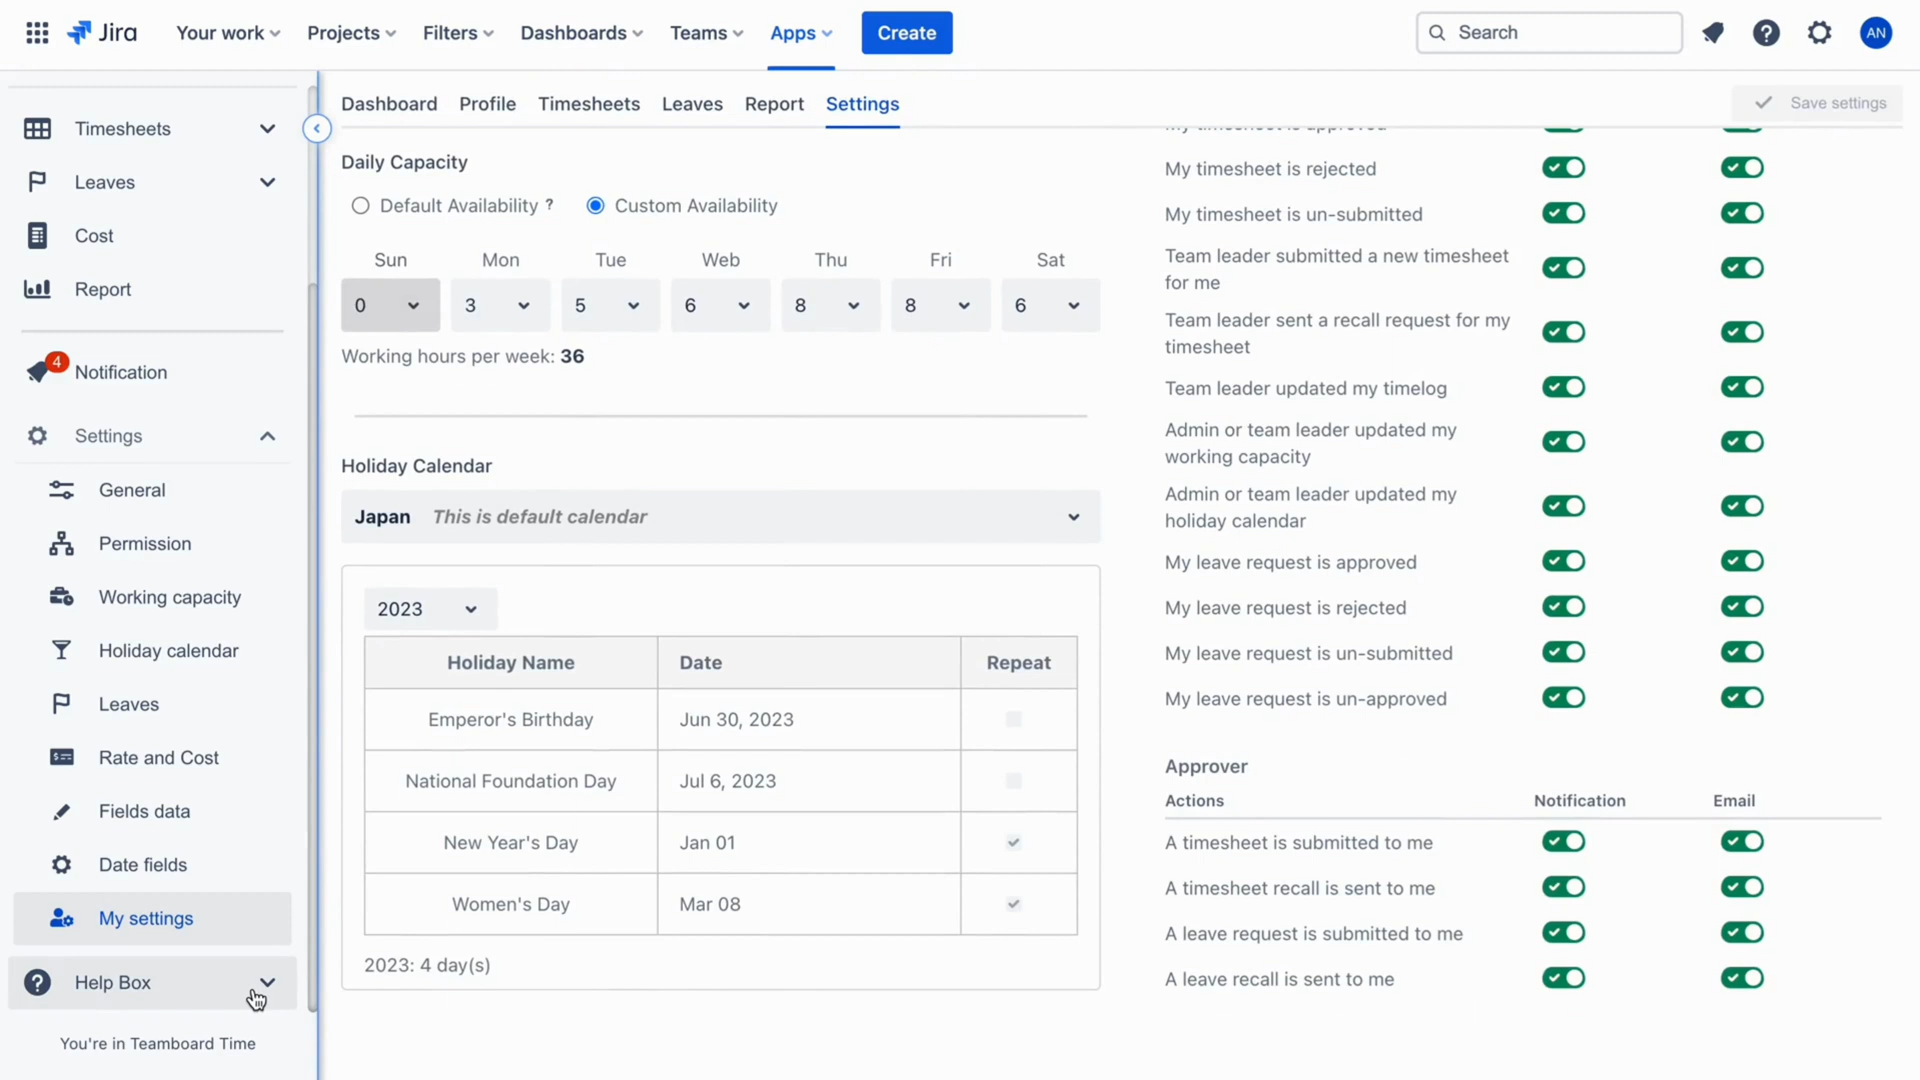 Jira
Your work
Projects
Filters
Dashboards
Teams
Apps
Create
Search
AN
Timesheets
Leaves
Cost
Report
4
Notification
Settings
General
Permission
Working capacity
Holiday calendar
Leaves
Rate and Cost
Fields data
Date fields
My settings
Help Box
You're in Teamboard Time
Dashboard Profile Timesheets Leaves Report Settings
Save settings
Daily Capacity
Default Availability ? Custom Availability
Sun Mon Tue Web Thu Fri Sat
0 3 5 6 8 8 6
Working hours per week: 36
Holiday Calendar
Japan This is default calendar
2023
Holiday Name Date Repeat
Emperor's Birthday Jun 30, 2023
National Foundation Day Jul 6, 2023
New Year's Day Jan 01
Women's Day Mar 08
2023: 4 day(s)
My timesheet is approved
My timesheet is rejected
My timesheet is un-submitted
Team leader submitted a new timesheet
for me
Team leader sent a recall request for my
timesheet
Team leader updated my timelog
Admin or team leader updated my
working capacity
Admin or team leader updated my
holiday calendar
My leave request is approved
My leave request is rejected
My leave request is un-submitted
My leave request is un-approved
Approver
Actions Notification Email
A timesheet is submitted to me
A timesheet recall is sent to me
A leave request is submitted to me
A leave recall is sent to me